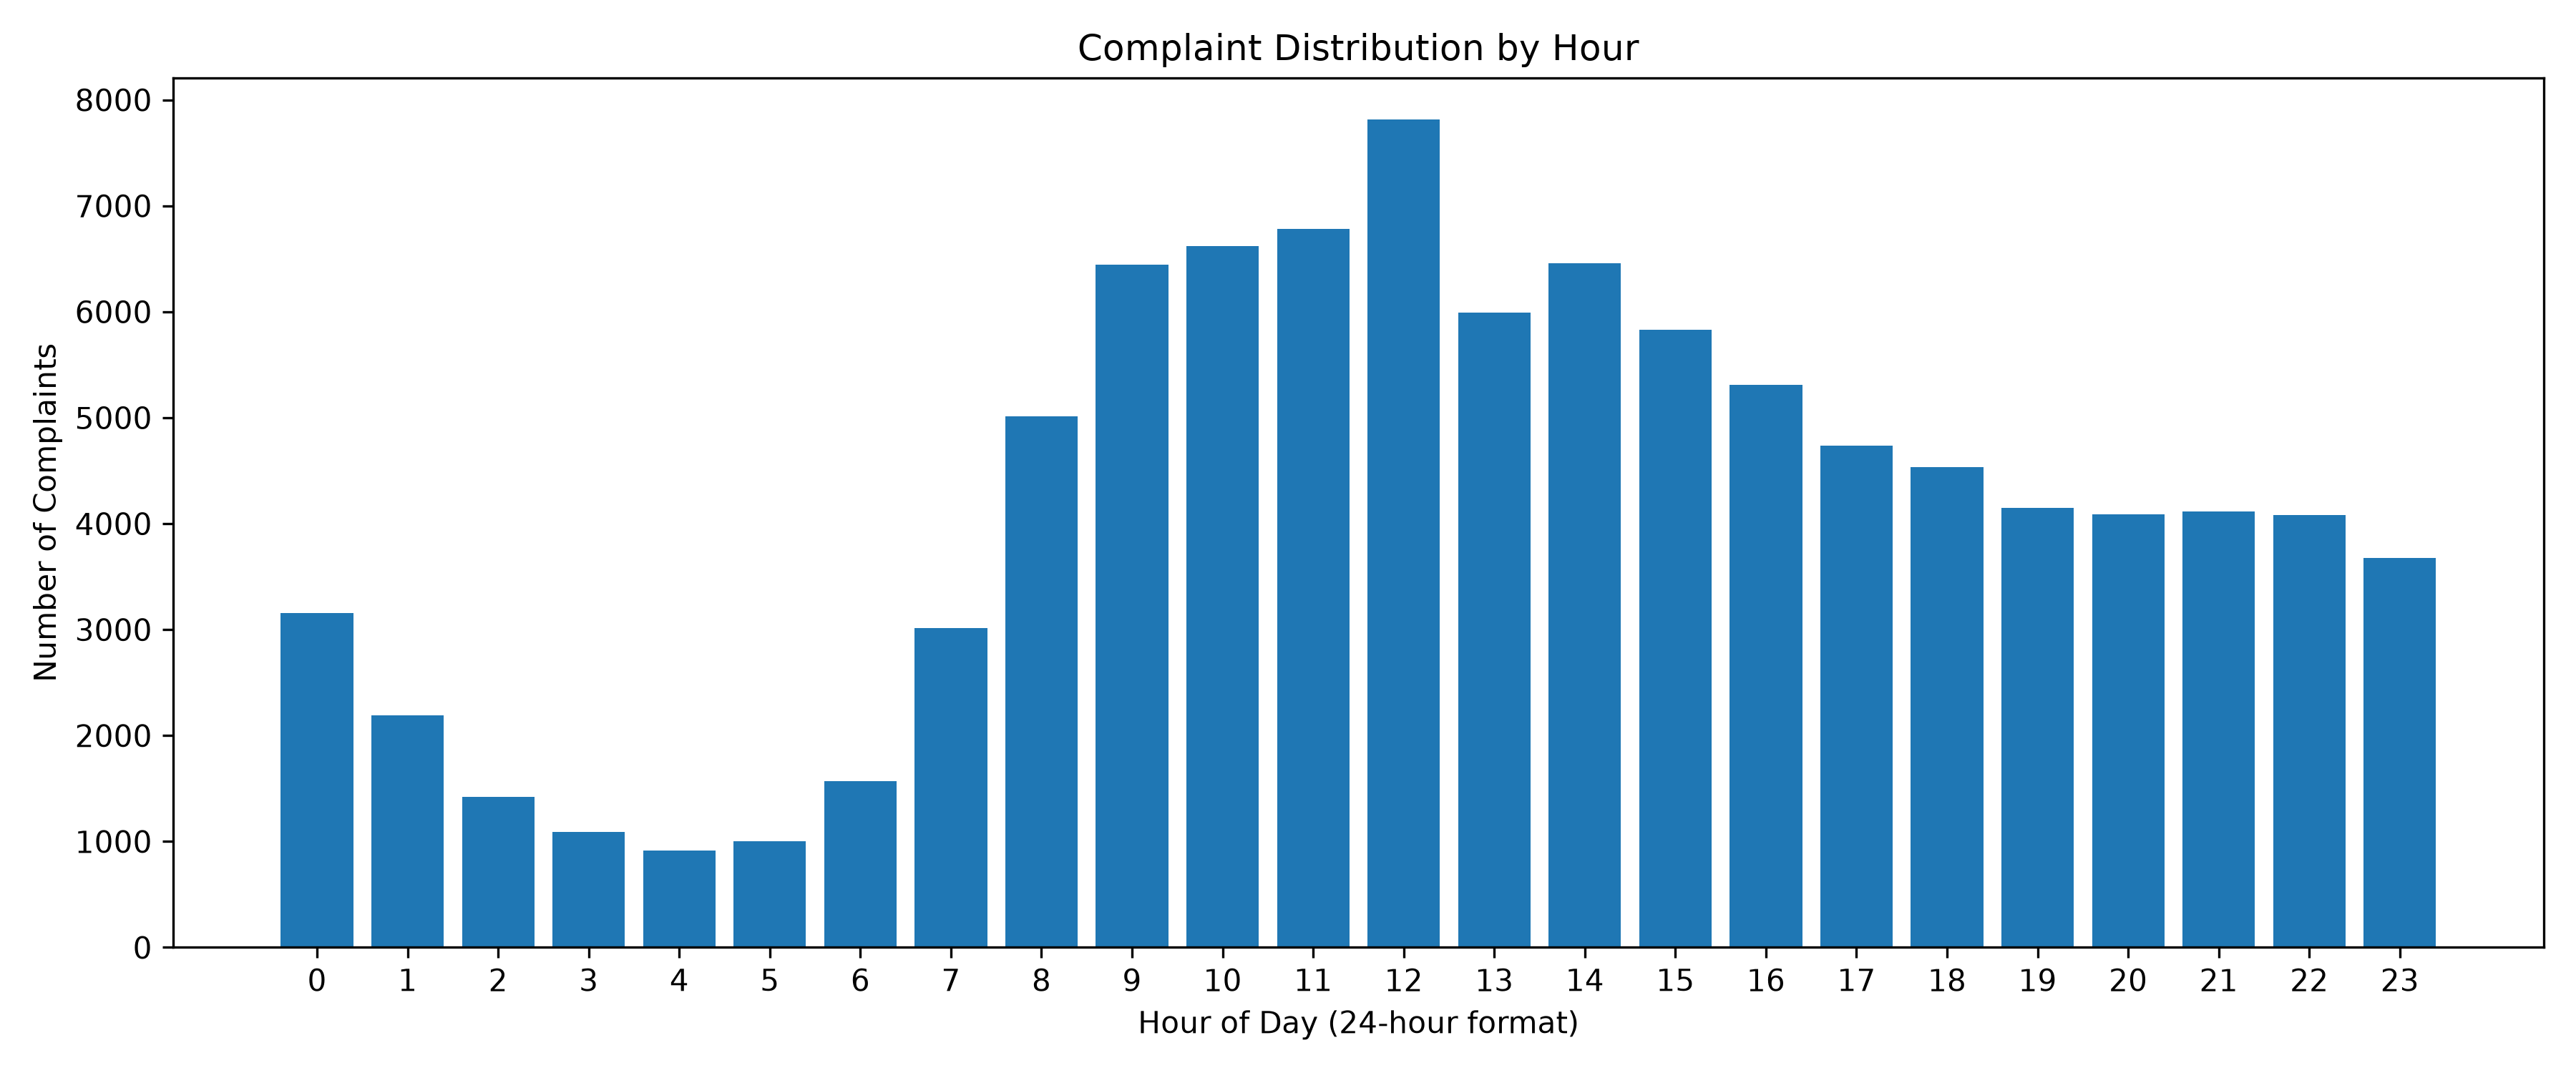 Complaint Distribution by Hour
8000
7000
6000
5000
4000
3000
2000
1000
0
Number of Complaints
0 1 2 3 4 5 6 7 8 9 10 11 12 13 14 15 16 17 18 19 20 21 22 23
Hour of Day (24-hour format)